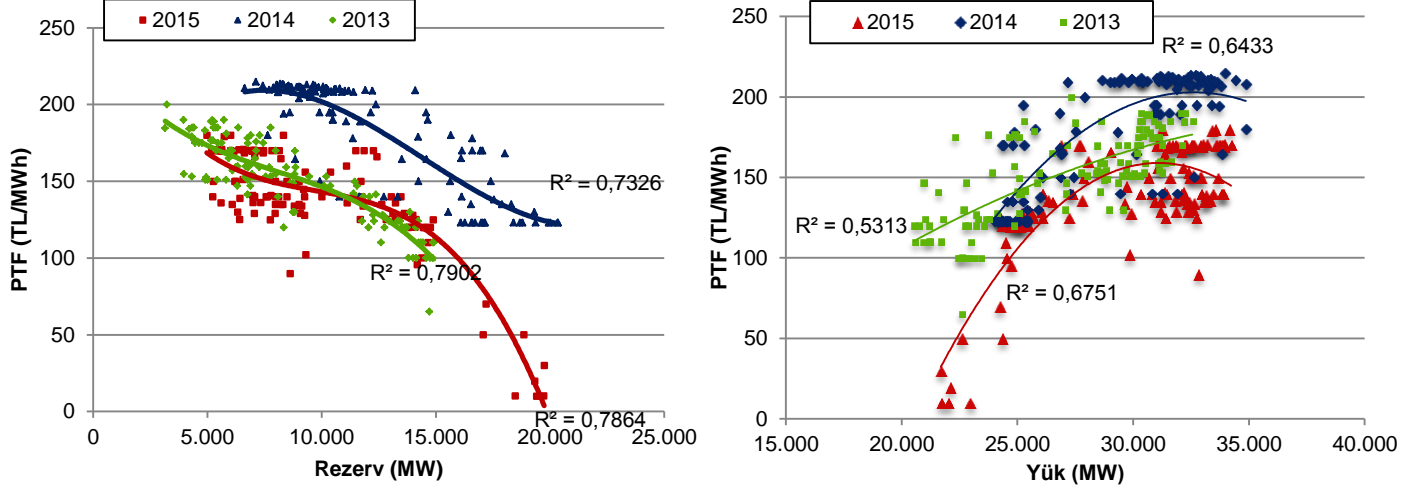 2015 2014 2013
PTF (TL/MWh)
250
200
150
100
50
0
R² = 0,7326
R² = 0,7902
R² = 0,7864
0 5.000 10.000 15.000 20.000 25.000
Rezerv (MW)
2015 2014 2013
PTF (TL/MWh)
250
200
150
100
50
0
R² = 0,6433
R² = 0,5313
R² = 0,6751
15.000 20.000 25.000 30.000 35.000 40.000
Yük (MW)